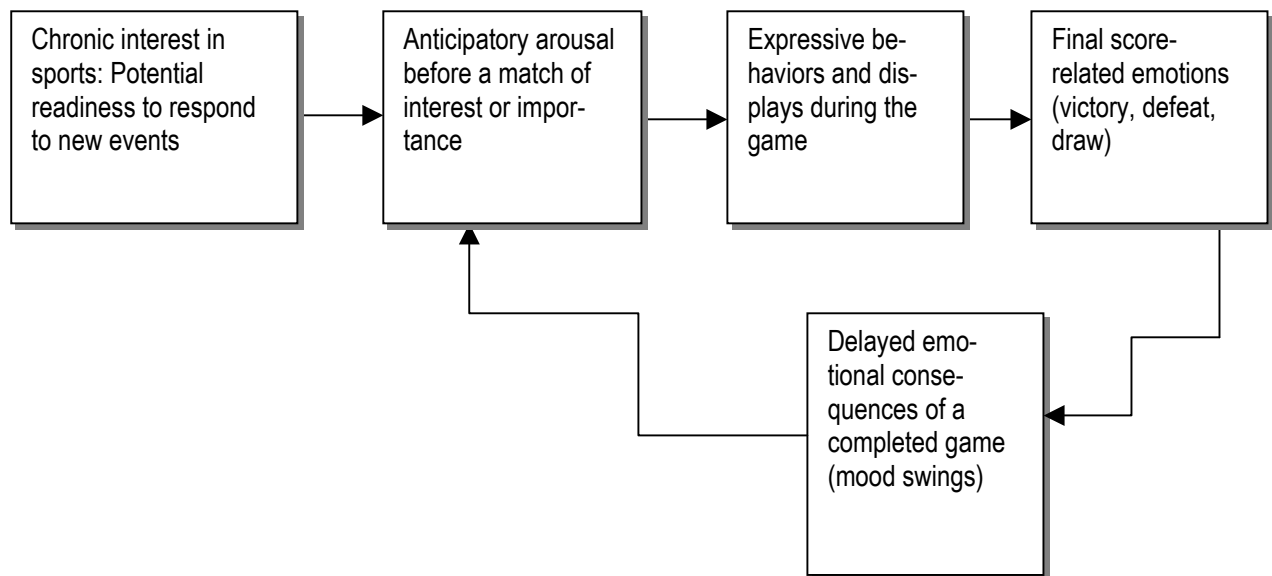 Chronic interest in
sports: Potential
readiness to respond
to new events
Anticipatory arousal
before a match of
interest or impor-
tance
Expressive be-
haviors and dis-
plays during the
game
Final score-
related emotions
(victory, defeat,
draw)
Delayed emo-
tional conse-
quences of a
completed game
(mood swings)